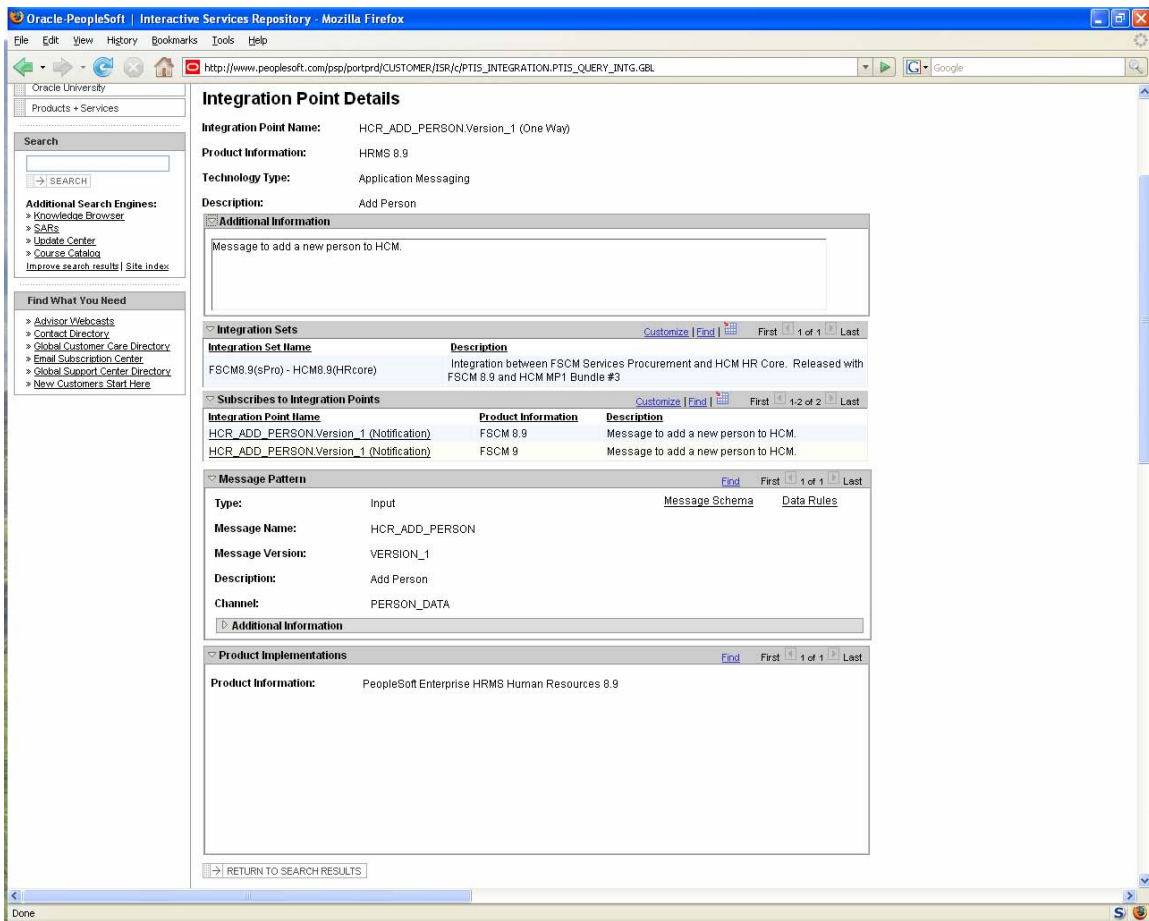 Oracle-PeopleSoft | Interactive Services Repository - Mozilla Firefox
File Edit View History Bookmarks Tools Help
http://www.peoplesoft.com/psp/portprd/CUSTOMER/ISR/c/PTIS_INTEGRATION.PTIS_QUERY_INTG.GBL
G Google
Oracle University
Products + Services
Search
SEARCH
Additional Search Engines:
» Knowledge Browser
» SARs
» Update Center
» Course Catalog
Improve search results | Site index
Find What You Need
» Advisor Webcasts
» Contact Directory
» Global Customer Care Directory
» Email Subscription Center
» Global Support Center Directory
» New Customers Start Here
Integration Point Details
Integration Point Name: HCR_ADD_PERSON.Version_1 (One Way)
Product Information: HRMS 8.9
Technology Type: Application Messaging
Description: Add Person
Additional Information
Message to add a new person to HCM.
Integration Sets Customize | Find | First 1 of 1 Last
Integration Set Name Description
FSCM8.9(sPro) - HCM8.9(HRcore) Integration between FSCM Services Procurement and HCM HR Core. Released with
FSCM 8.9 and HCM MP1 Bundle #3
Subscribes to Integration Points Customize | Find | First 1-2 of 2 Last
Integration Point Name Product Information Description
HCR_ADD_PERSON.Version_1 (Notification) FSCM 8.9 Message to add a new person to HCM.
HCR_ADD_PERSON.Version_1 (Notification) FSCM 9 Message to add a new person to HCM.
Message Pattern Find First 1 of 1 Last
Type: Input Message Schema Data Rules
Message Name: HCR_ADD_PERSON
Message Version: VERSION_1
Description: Add Person
Channel: PERSON_DATA
Additional Information
Product Implementations Find First 1 of 1 Last
Product Information: PeopleSoft Enterprise HRMS Human Resources 8.9
RETURN TO SEARCH RESULTS
Done
S